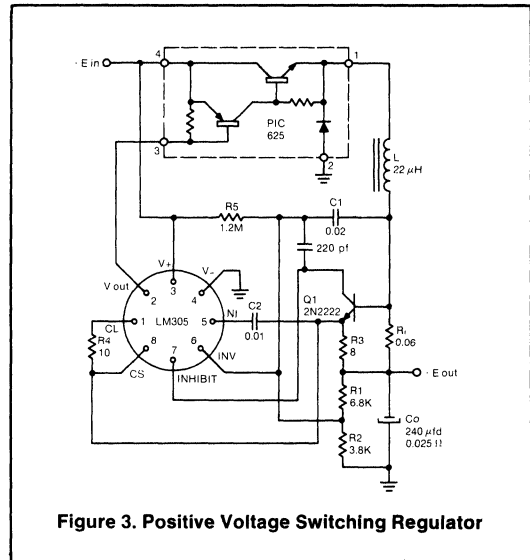 4
1
· E in
PIC
625
3
2
L
22 µH
R5
1.2M
C1
0.02
220 pf
V out
V+
V–
3
2
4
NI
C2
0.01
Q1
2N2222
CL
1
LM305
5
R4
10
8
6
7
INV
CS
INHIBIT
R3
8
0.06
· E out
R1
6.8K
R2
3.8K
Co
240 µfd
0.025 Ω
Figure 3. Positive Voltage Switching Regulator